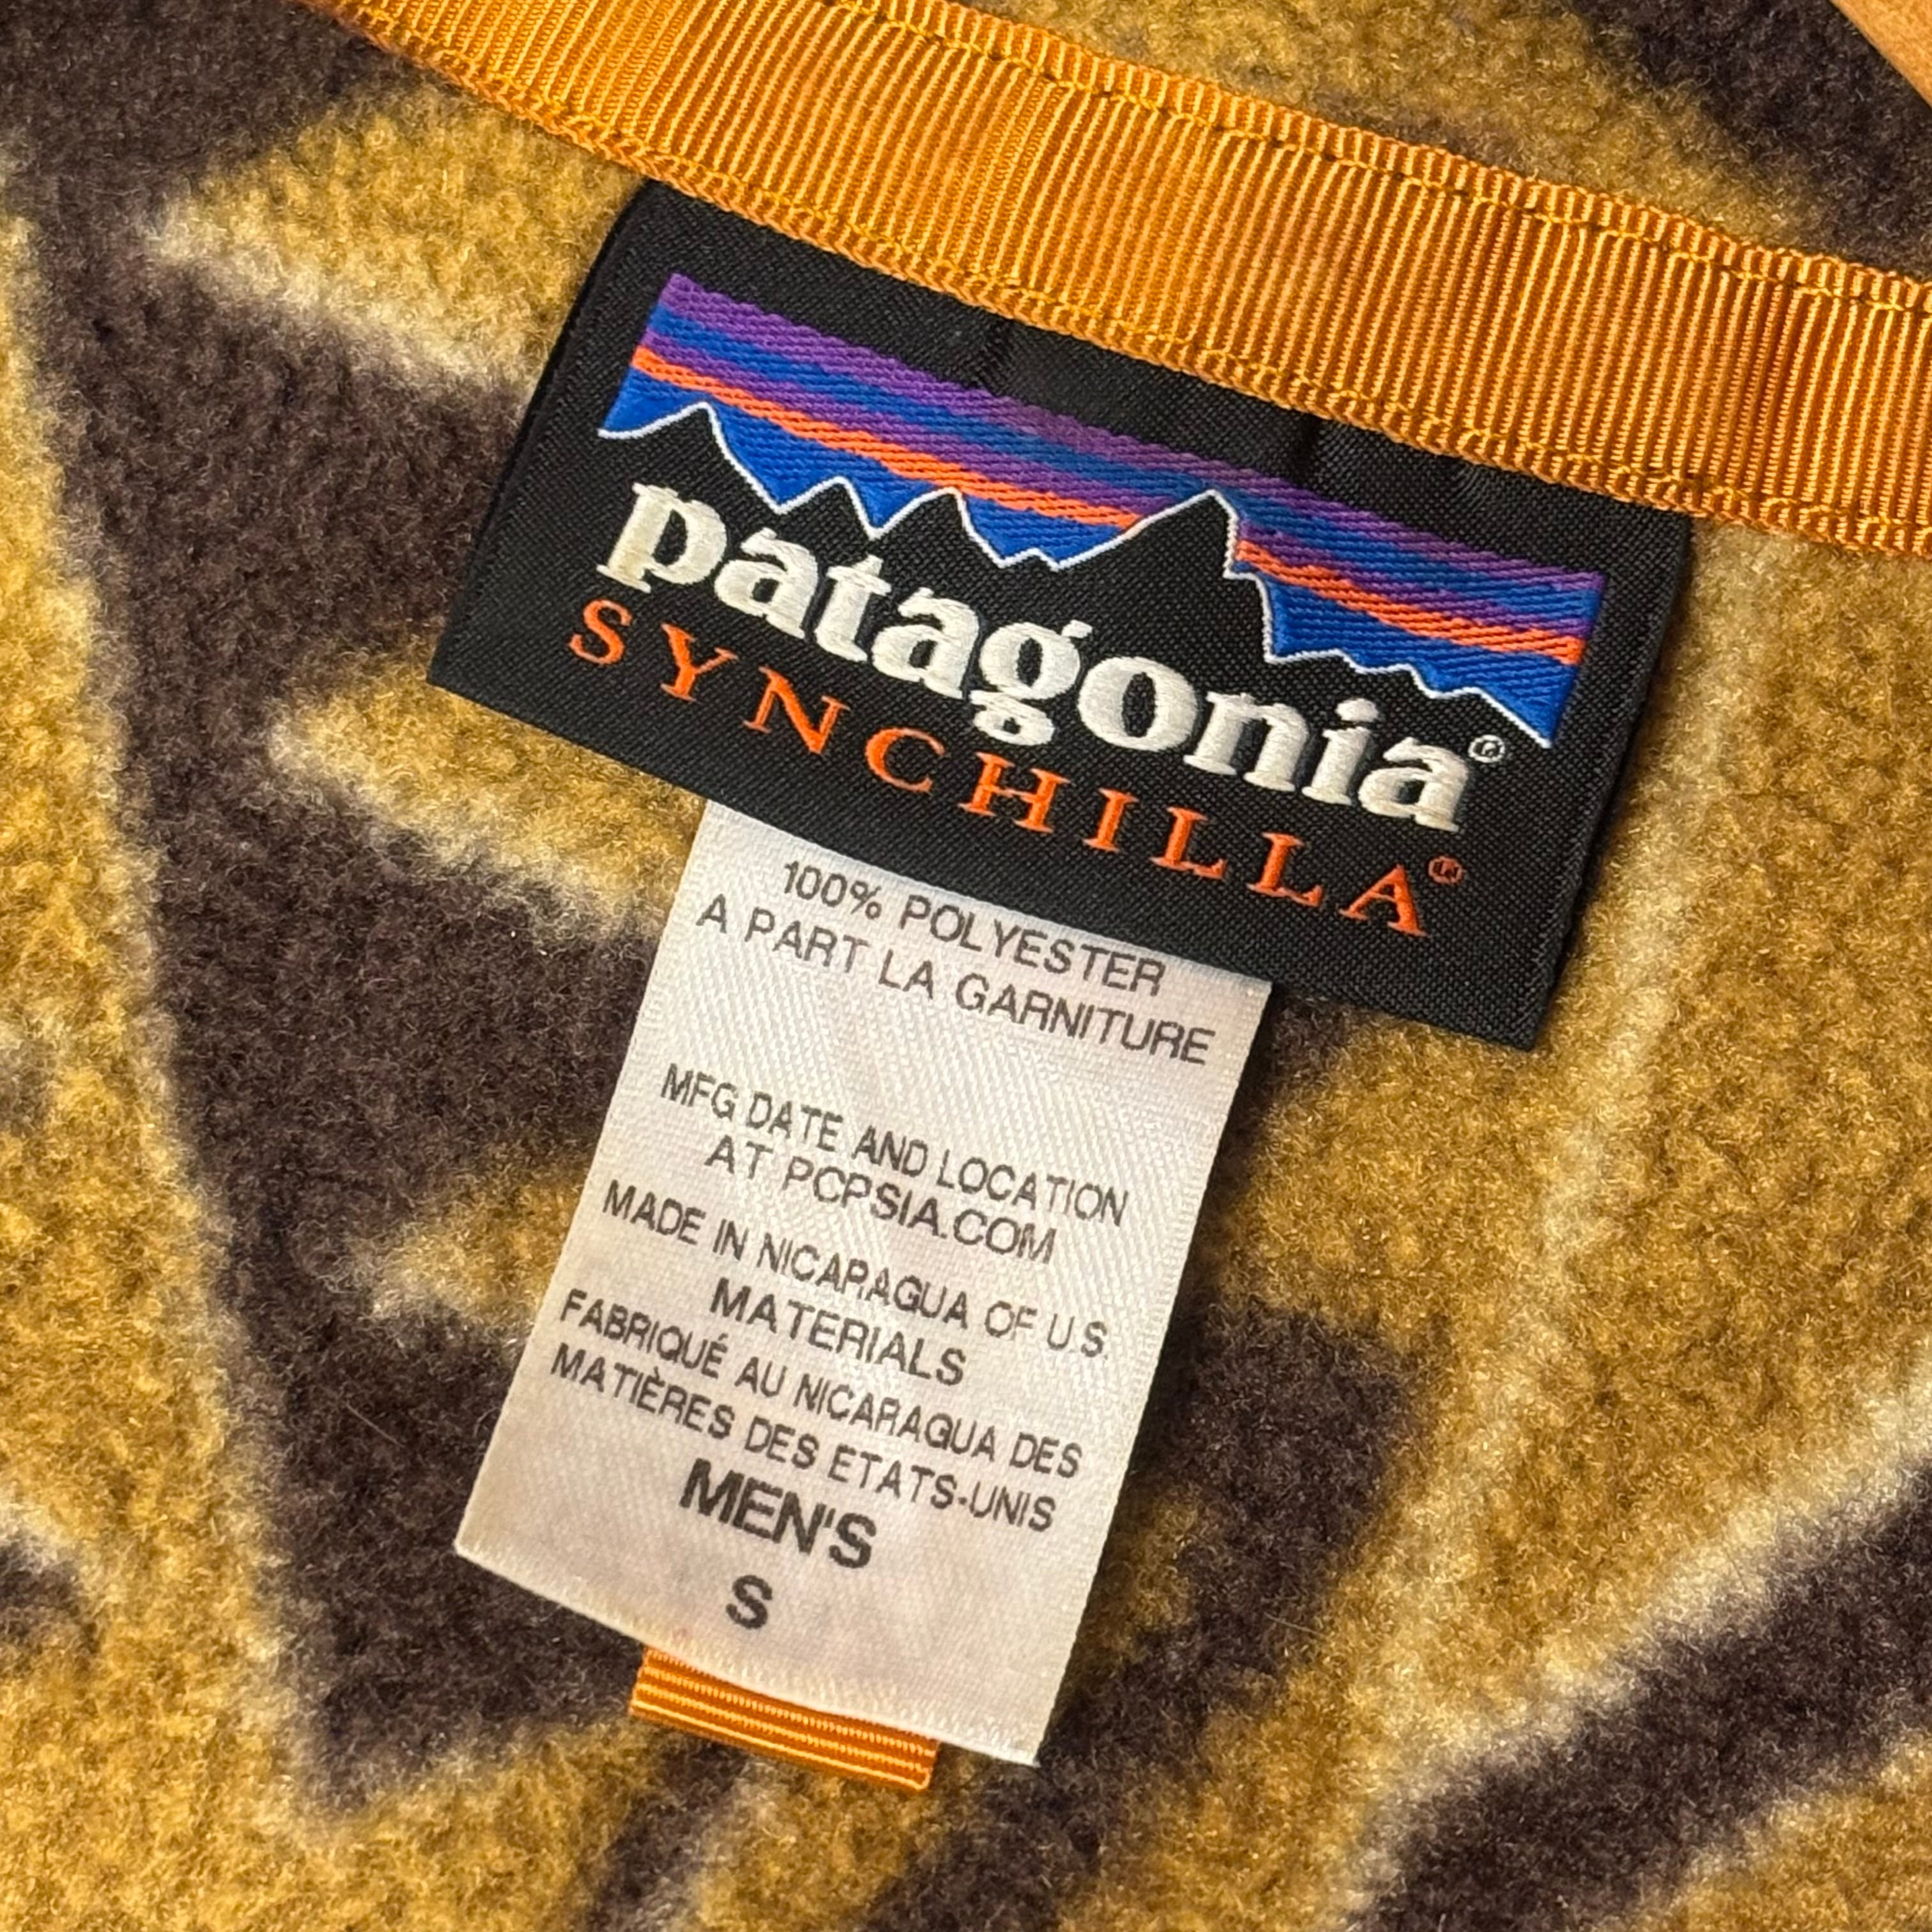 patagonia®
SYNCHILLA®
100% POLYESTER
A PART LA GARNITURE
MFG DATE AND LOCATION
AT PCPSIA.COM
MADE IN NICARAGUA OF U.S.
MATERIALS
FABRIQUÉ AU NICARAGUA DES
MATIÈRES DES ETATS-UNIS
MEN'S
S